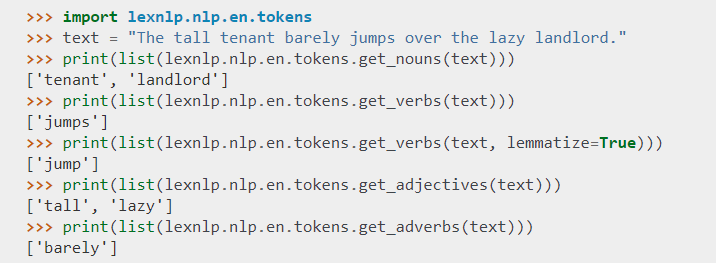 >>> import lexnlp.nlp.en.tokens
>>> text = "The tall tenant barely jumps over the lazy landlord."
>>> print(list(lexnlp.nlp.en.tokens.get_nouns(text)))
['tenant', 'landlord']
>>> print(list(lexnlp.nlp.en.tokens.get_verbs(text)))
['jumps']
>>> print(list(lexnlp.nlp.en.tokens.get_verbs(text, lemmatize=True)))
['jump']
>>> print(list(lexnlp.nlp.en.tokens.get_adjectives(text)))
['tall', 'lazy']
>>> print(list(lexnlp.nlp.en.tokens.get_adverbs(text)))
['barely']